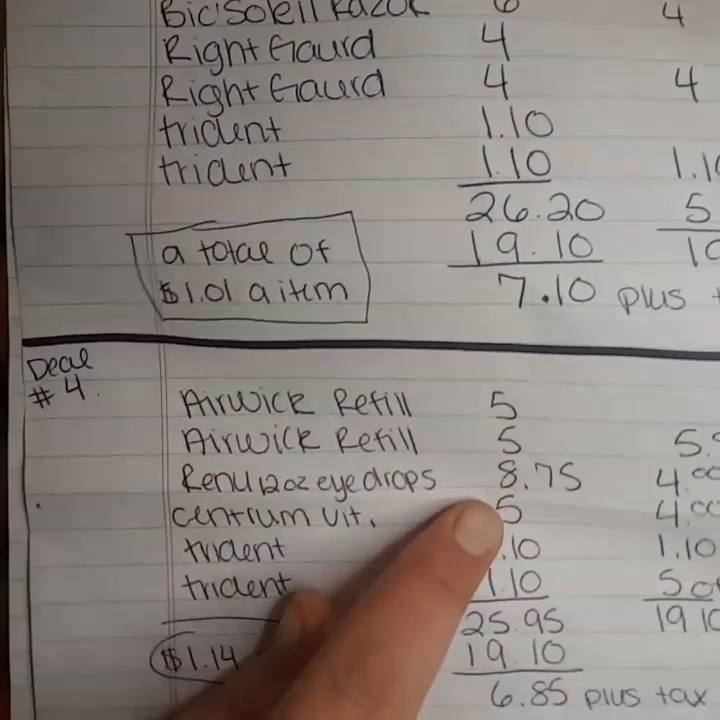 Bic Soleil Razor 6 4
Right Gaurd 4
Right Gaurd 4 4
trident 1.10
trident 1.10 1.10
26.20 5
a total of 19.10
$1.01 a item 7.10 plus
Deal
# 4.
Airwick Refill 5
Airwick Refill 5 5.
Renu 12oz eye drops 8.75 4.00
centrum vit. 5 4.00
trident .10 1.10
trident 1.10
25.95 19 10
$1.14 19.10
6.85 plus tax